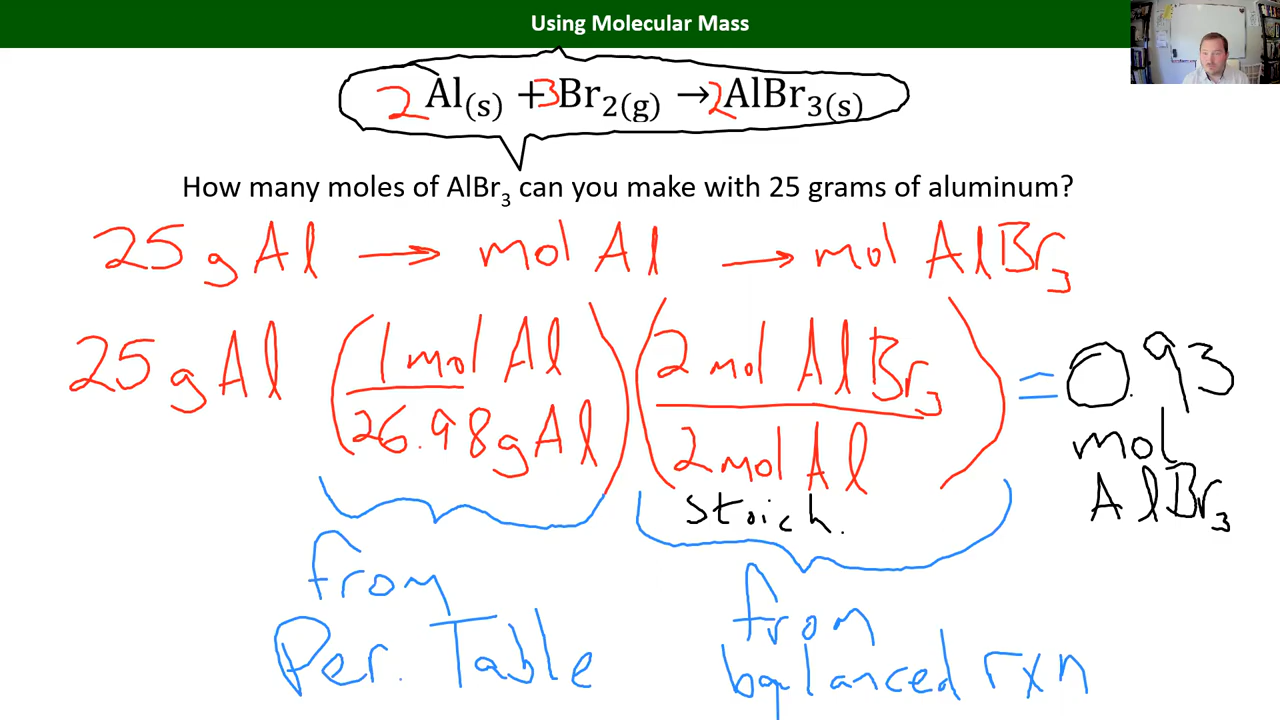 Using Molecular Mass
2 Al(s) + 3 Br2(g) → 2 AlBr3(s)
How many moles of AlBr3 can you make with 25 grams of aluminum?
25 g Al → mol Al → mol AlBr3
25 g Al (1 mol Al / 26.98 g Al) (2 mol AlBr3 / 2 mol Al) = 0.93 mol AlBr3
stoich.
from Per. Table
from balanced rxn